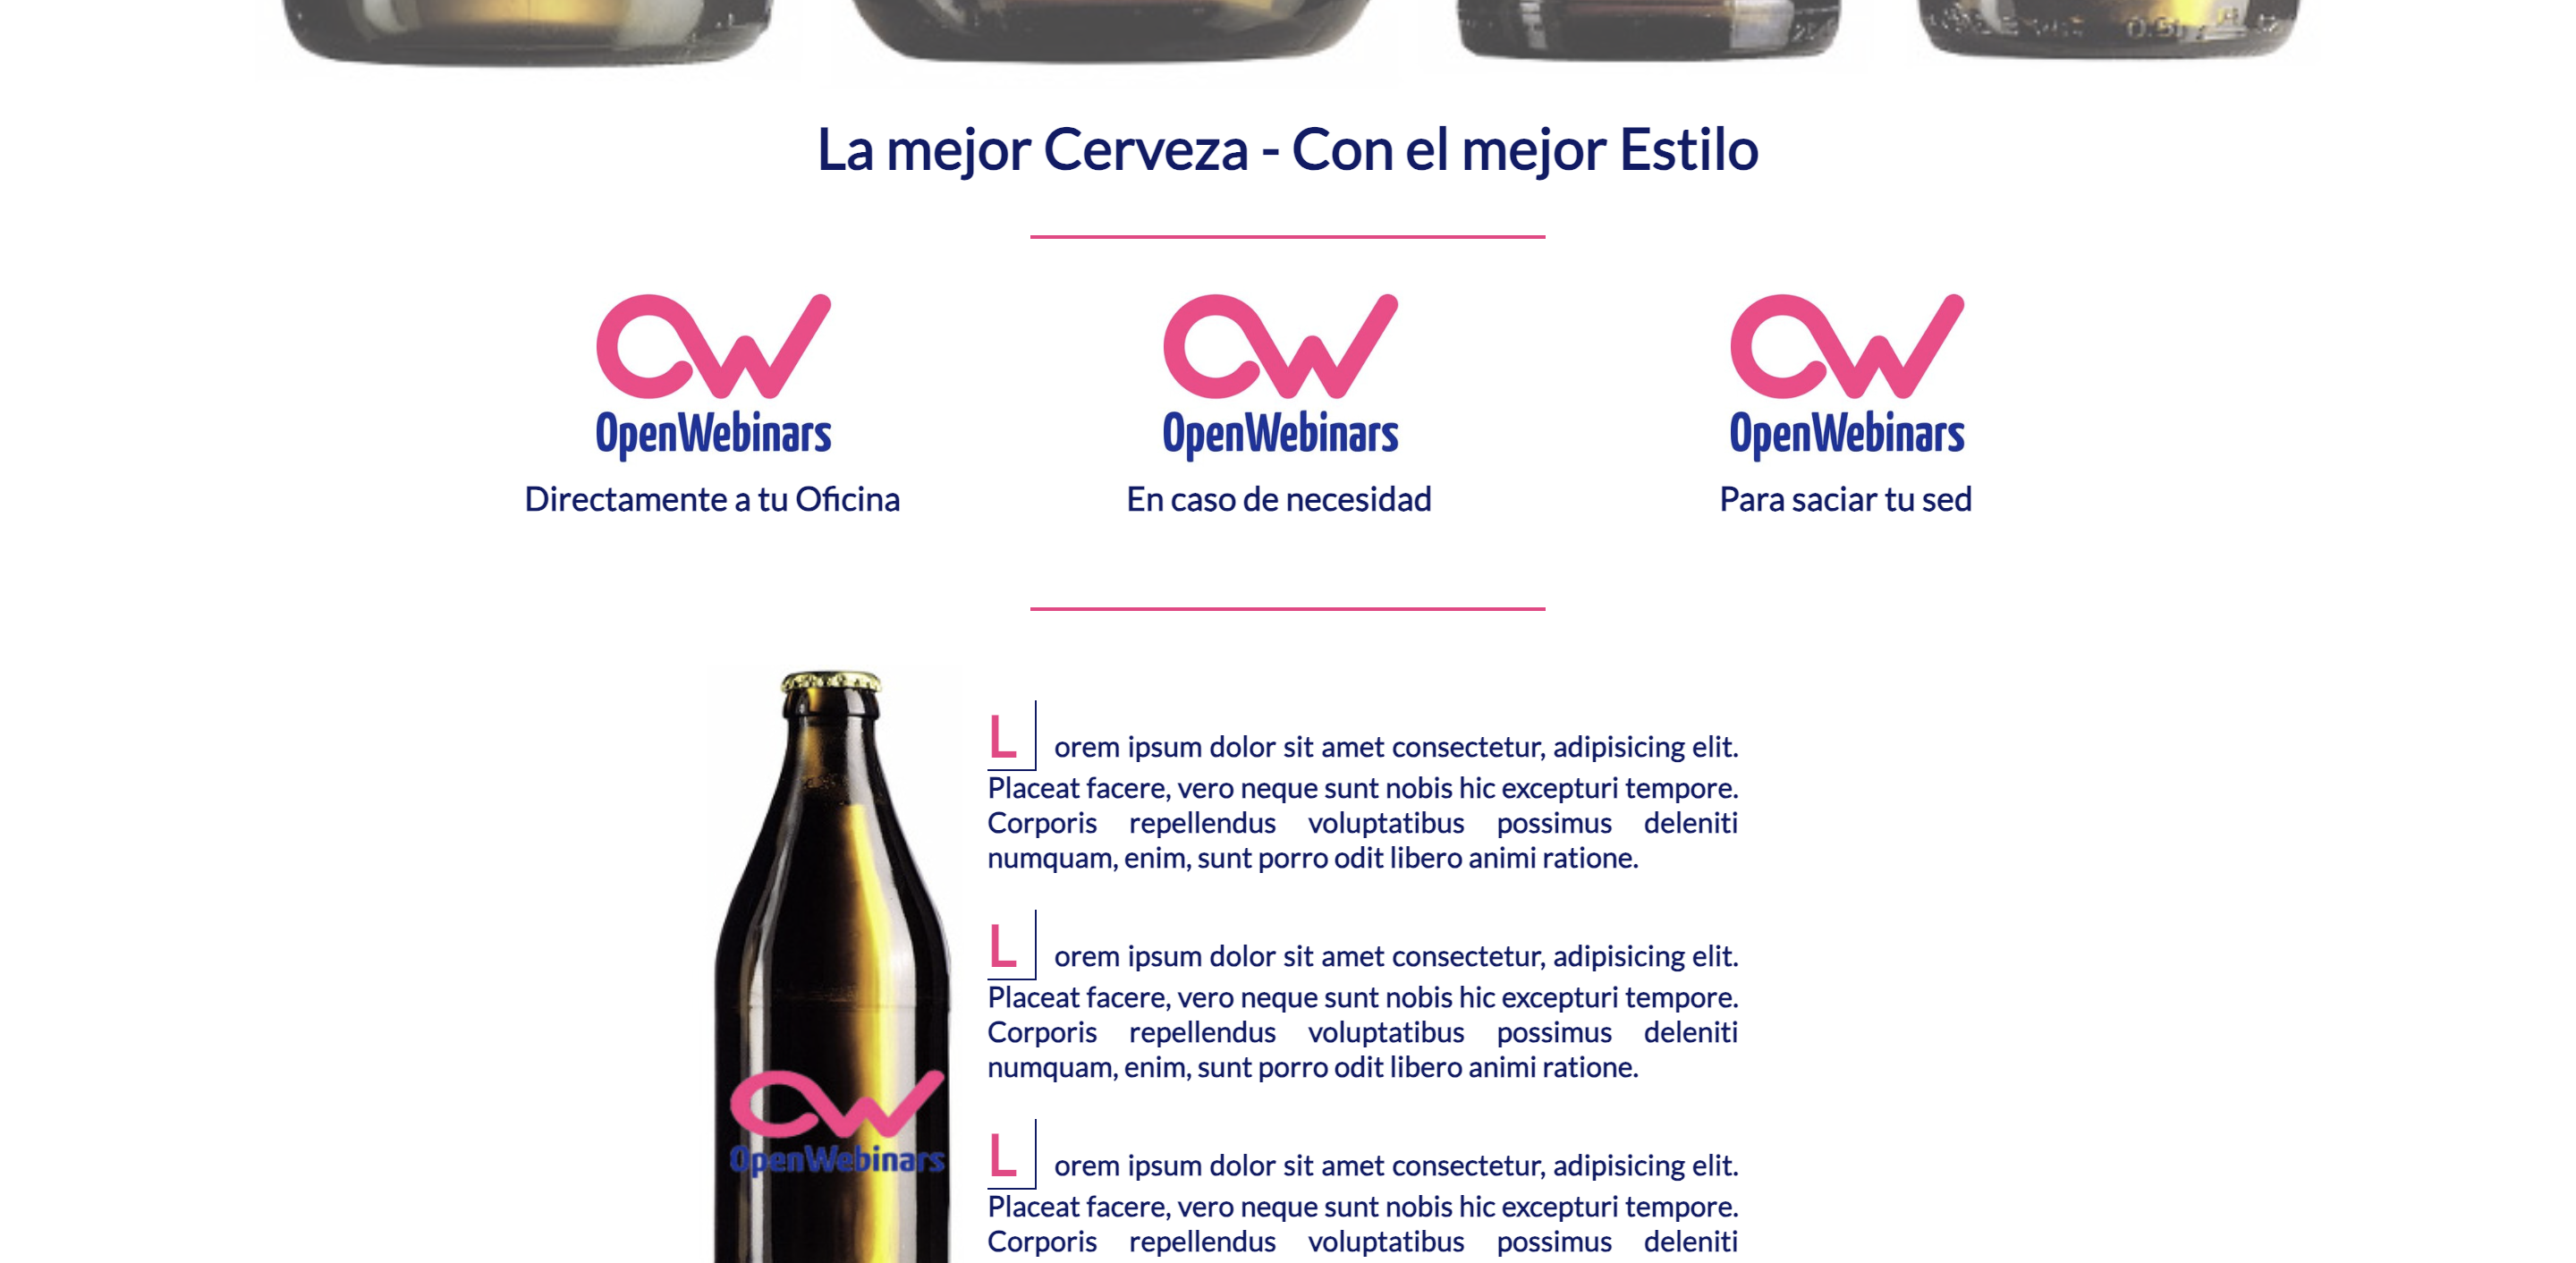 La mejor Cerveza - Con el mejor Estilo
OpenWebinars
OpenWebinars
OpenWebinars
Directamente a tu Oficina
En caso de necesidad
Para saciar tu sed
Lorem ipsum dolor sit amet consectetur, adipisicing elit.
Placeat facere, vero neque sunt nobis hic excepturi tempore.
Corporis repellendus voluptatibus possimus deleniti
numquam, enim, sunt porro odit libero animi ratione.
Lorem ipsum dolor sit amet consectetur, adipisicing elit.
Placeat facere, vero neque sunt nobis hic excepturi tempore.
Corporis repellendus voluptatibus possimus deleniti
numquam, enim, sunt porro odit libero animi ratione.
OpenWebinars
Lorem ipsum dolor sit amet consectetur, adipisicing elit.
Placeat facere, vero neque sunt nobis hic excepturi tempore.
Corporis repellendus voluptatibus possimus deleniti